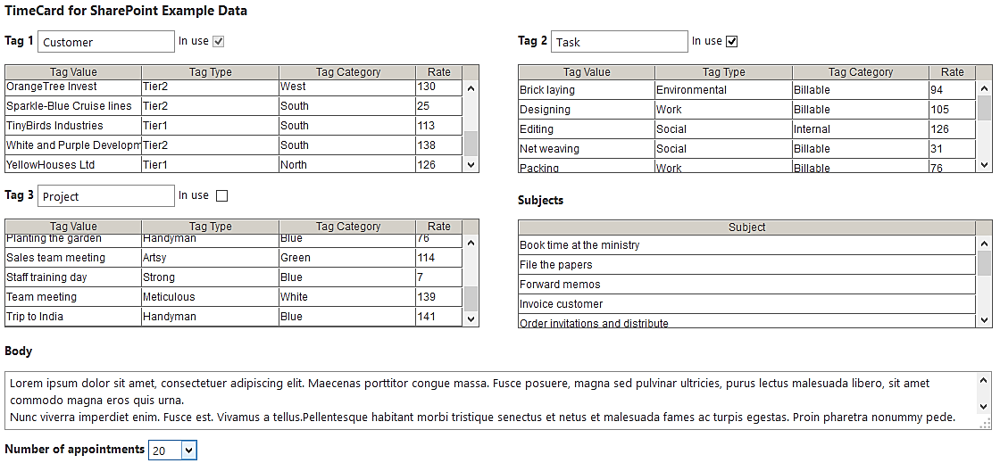 TimeCard for SharePoint Example Data
Tag 1 Customer In use
Tag Value Tag Type Tag Category Rate
OrangeTree Invest Tier2 West 130
Sparkle-Blue Cruise lines Tier2 South 25
TinyBirds Industries Tier1 South 113
White and Purple Developm Tier2 South 138
YellowHouses Ltd Tier1 North 126
Tag 2 Task In use
Tag Value Tag Type Tag Category Rate
Brick laying Environmental Billable 94
Designing Work Billable 105
Editing Social Internal 126
Net weaving Social Billable 31
Packing Work Billable 76
Tag 3 Project In use
Tag Value Tag Type Tag Category Rate
Planting the garden Handyman Blue 76
Sales team meeting Artsy Green 114
Staff training day Strong Blue 7
Team meeting Meticulous White 139
Trip to India Handyman Blue 141
Subjects
Subject
Book time at the ministry
File the papers
Forward memos
Invoice customer
Order invitations and distribute
Body
Lorem ipsum dolor sit amet, consectetuer adipiscing elit. Maecenas porttitor congue massa. Fusce posuere, magna sed pulvinar ultricies, purus lectus malesuada libero, sit amet
commodo magna eros quis urna.
Nunc viverra imperdiet enim. Fusce est. Vivamus a tellus.Pellentesque habitant morbi tristique senectus et netus et malesuada fames ac turpis egestas. Proin pharetra nonummy pede.
Number of appointments 20